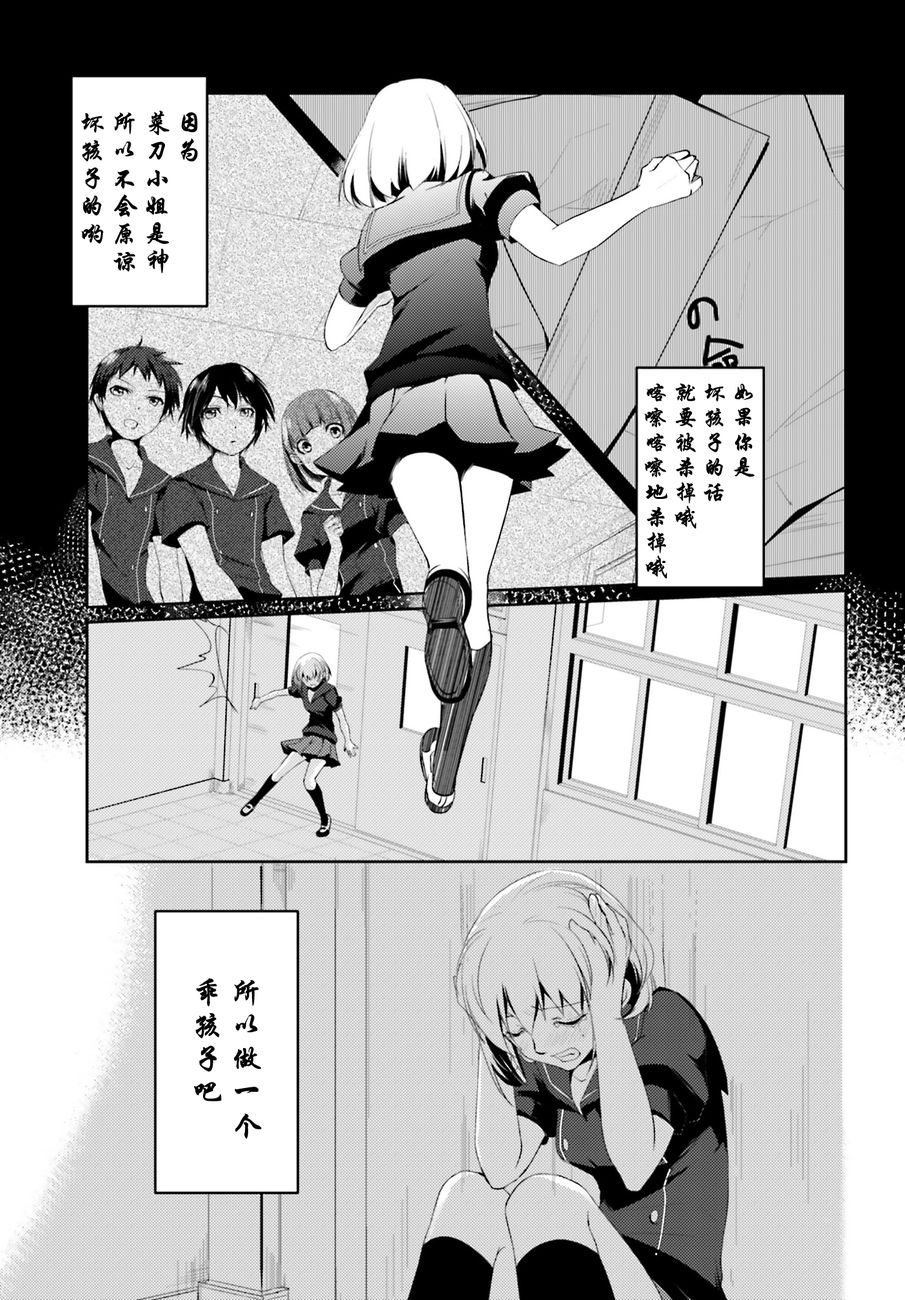 如果你是
坏孩子的话
就要被杀掉哦
喀嚓喀嚓地杀掉哦
因为
菜刀小姐是神
所以不会原谅
坏孩子的哟
所以做一个
乖孩子吧